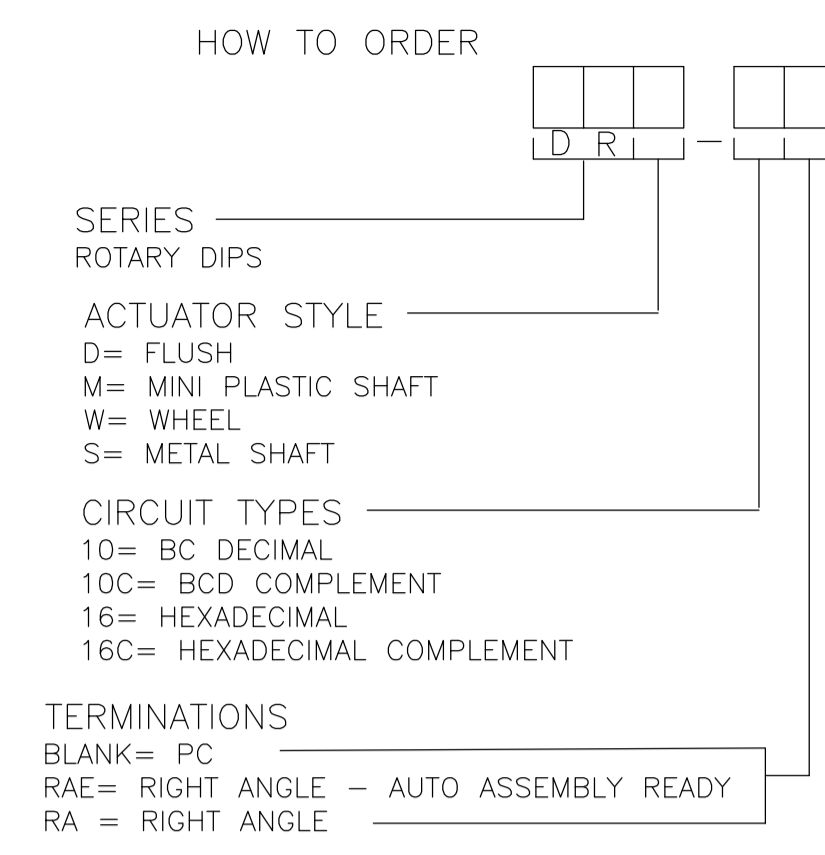 HOW TO ORDER
D R -
SERIES
ROTARY DIPS
ACTUATOR STYLE
D= FLUSH
M= MINI PLASTIC SHAFT
W= WHEEL
S= METAL SHAFT
CIRCUIT TYPES
10= BC DECIMAL
10C= BCD COMPLEMENT
16= HEXADECIMAL
16C= HEXADECIMAL COMPLEMENT
TERMINATIONS
BLANK= PC
RAE= RIGHT ANGLE - AUTO ASSEMBLY READY
RA = RIGHT ANGLE